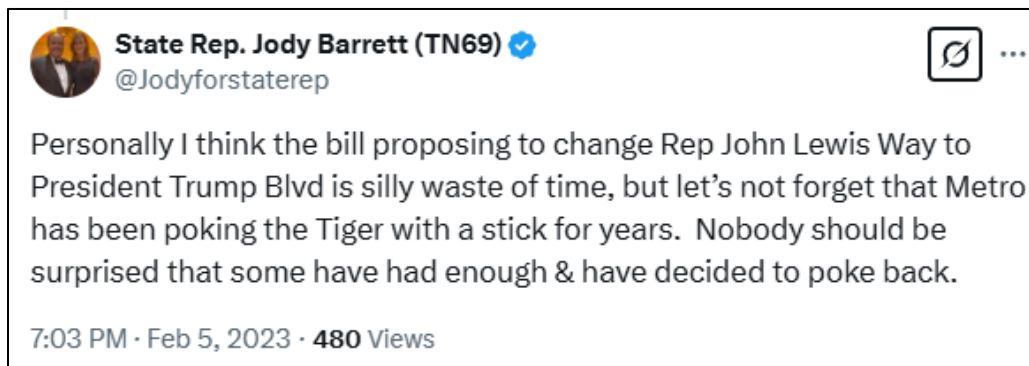 State Rep. Jody Barrett (TN69)
@Jodyforstaterep
Personally I think the bill proposing to change Rep John Lewis Way to
President Trump Blvd is silly waste of time, but let’s not forget that Metro
has been poking the Tiger with a stick for years.  Nobody should be
surprised that some have had enough & have decided to poke back.
7:03 PM · Feb 5, 2023 · 480 Views